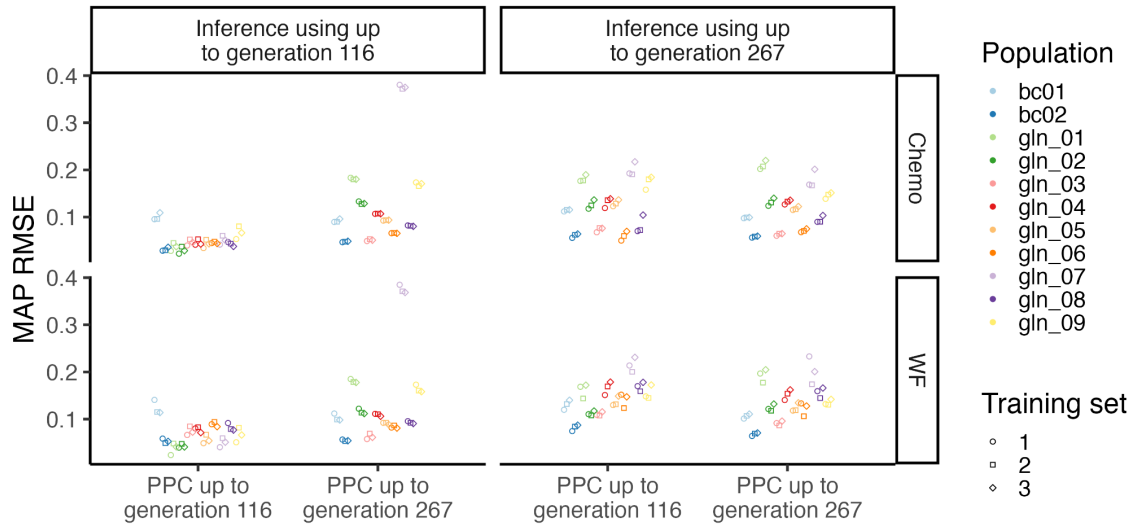 Inference using up
to generation 116
Inference using up
to generation 267
MAP RMSE
0.4
0.3
0.2
0.1
Chemo
0.4
0.3
0.2
0.1
WF
PPC up to
generation 116
PPC up to
generation 267
PPC up to
generation 116
PPC up to
generation 267
Population
bc01
bc02
gln_01
gln_02
gln_03
gln_04
gln_05
gln_06
gln_07
gln_08
gln_09
Training set
1
2
3